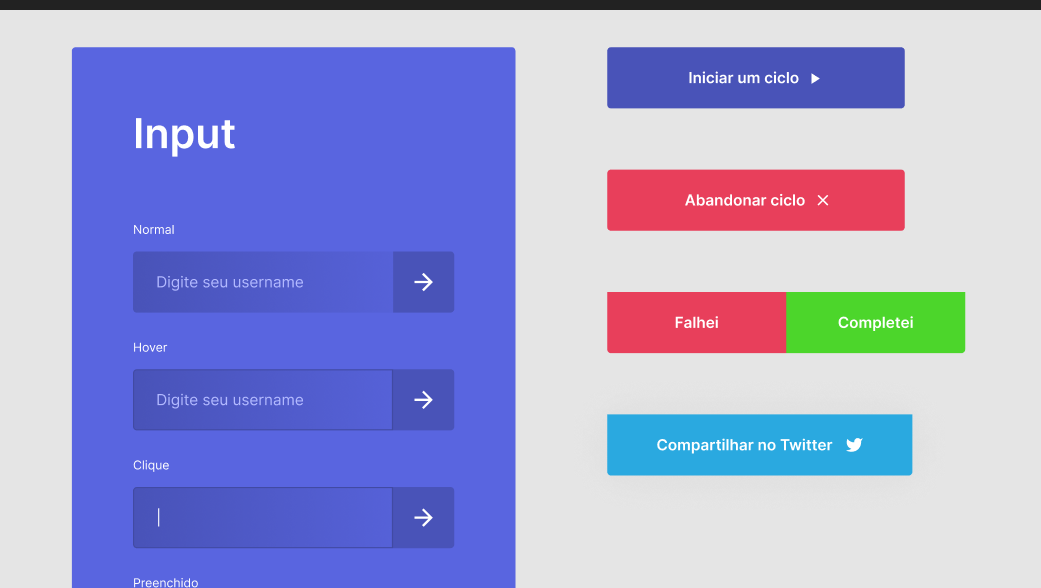 Input
Normal
Digite seu username
Hover
Digite seu username
Clique
Preenchido
Iniciar um ciclo
Abandonar ciclo
Falhei
Completei
Compartilhar no Twitter